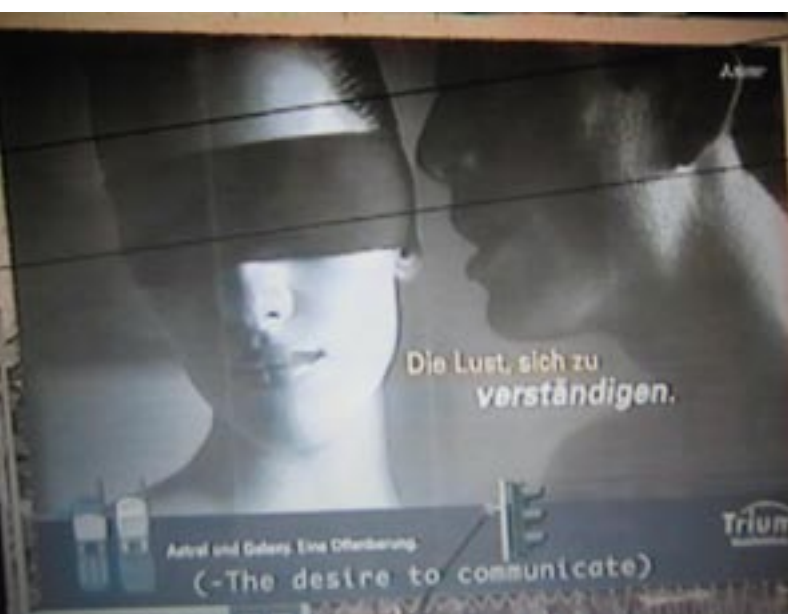 Die Lust, sich zu
verständigen.
Astral und Galaxy. Eine Offenbarung.
Trium
(-The desire to communicate)